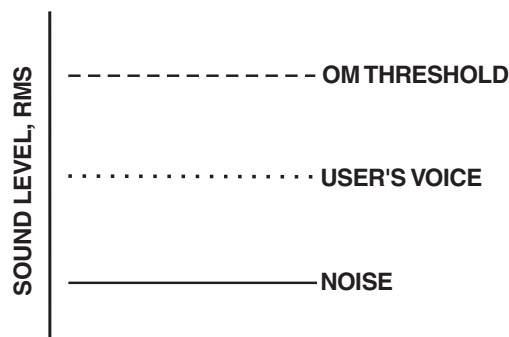 SOUND LEVEL, RMS
OM THRESHOLD
USER'S VOICE
NOISE